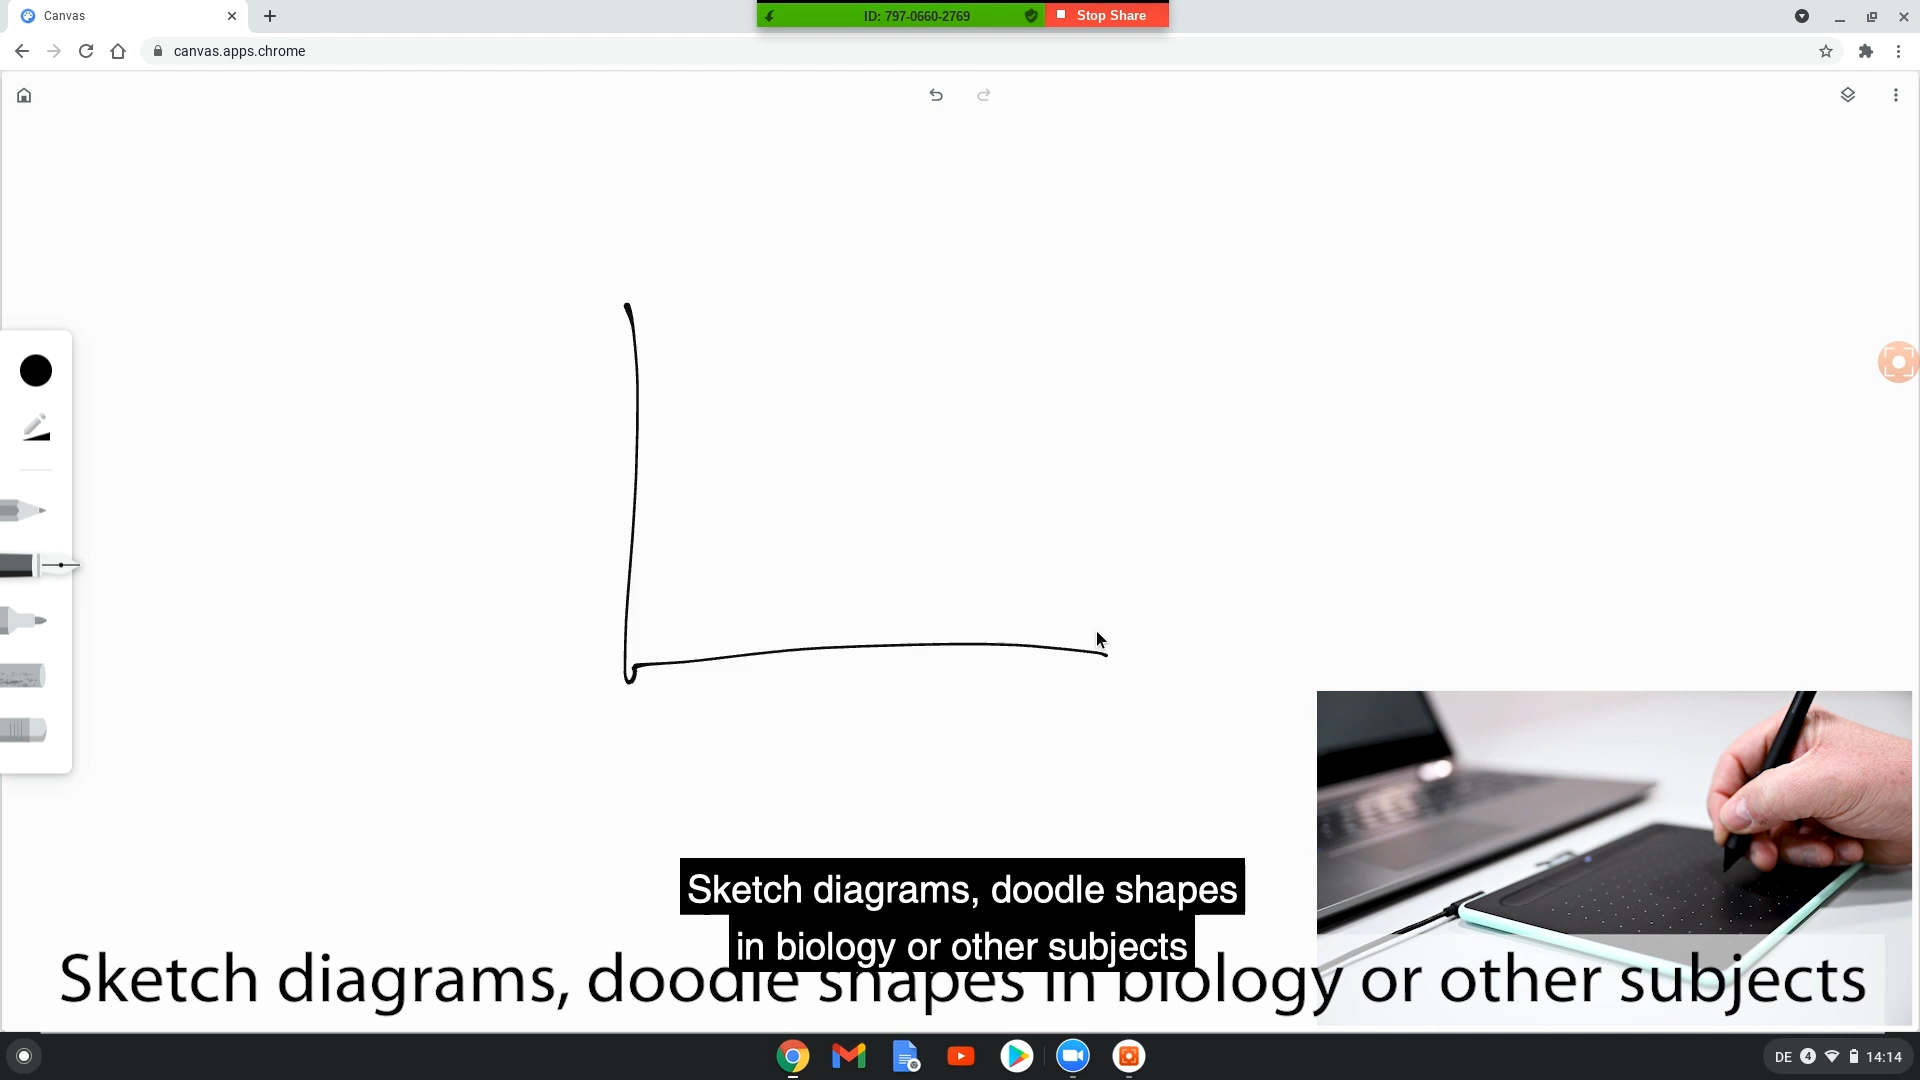 Canvas
ID: 797-0660-2769
Stop Share
canvas.apps.chrome
Sketch diagrams, doodle shapes
in biology or other subjects
Sketch diagrams, doodle shapes in biology or other subjects
DE 4 14:14